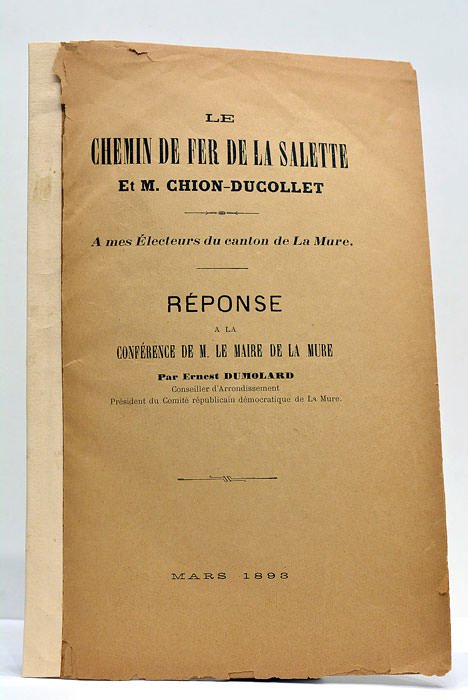 LE
CHEMIN DE FER DE LA SALETTE
Et M. CHION-DUCOLLET
A mes Électeurs du canton de La Mure.
RÉPONSE
A LA
CONFÉRENCE DE M. LE MAIRE DE LA MURE
Par Ernest DUMOLARD
Conseiller d'Arrondissement
Président du Comité républicain démocratique de La Mure.
MARS 1893